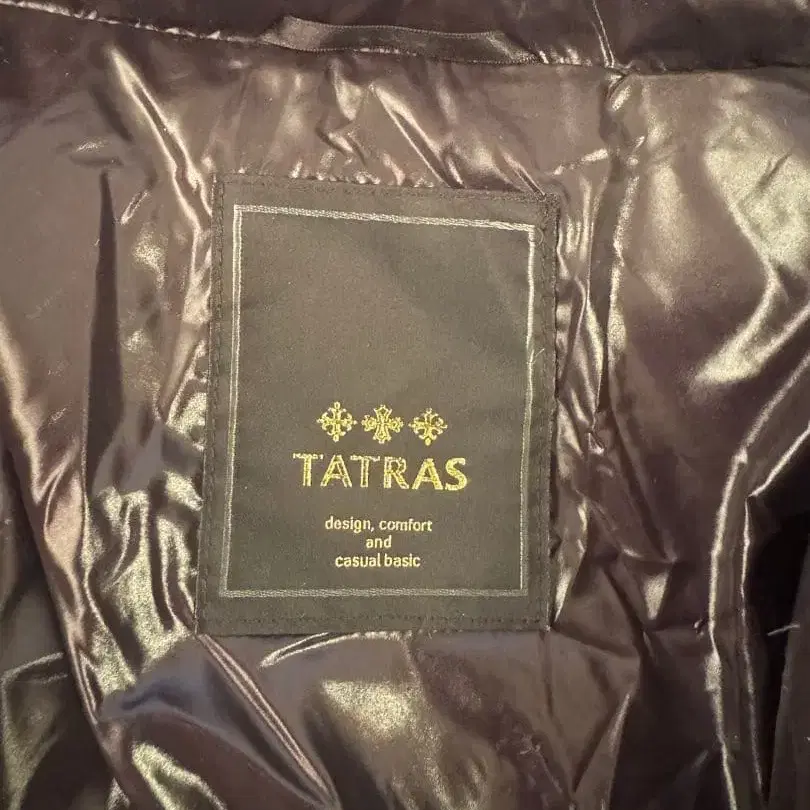 TATRAS
design, comfort
and
casual basic